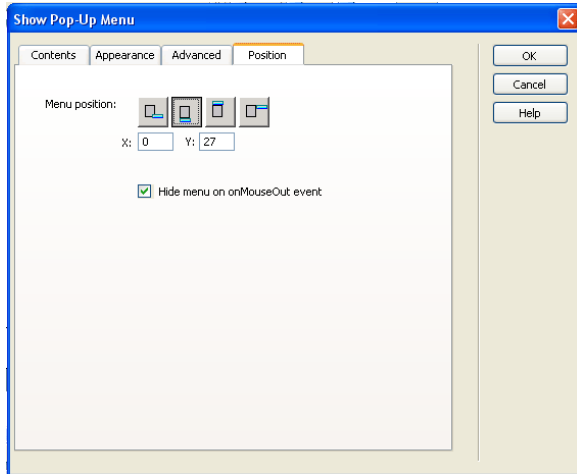 Show Pop-Up Menu
Contents Appearance Advanced Position
OK
Cancel
Help
Menu position:
X: 0 Y: 27
Hide menu on onMouseOut event